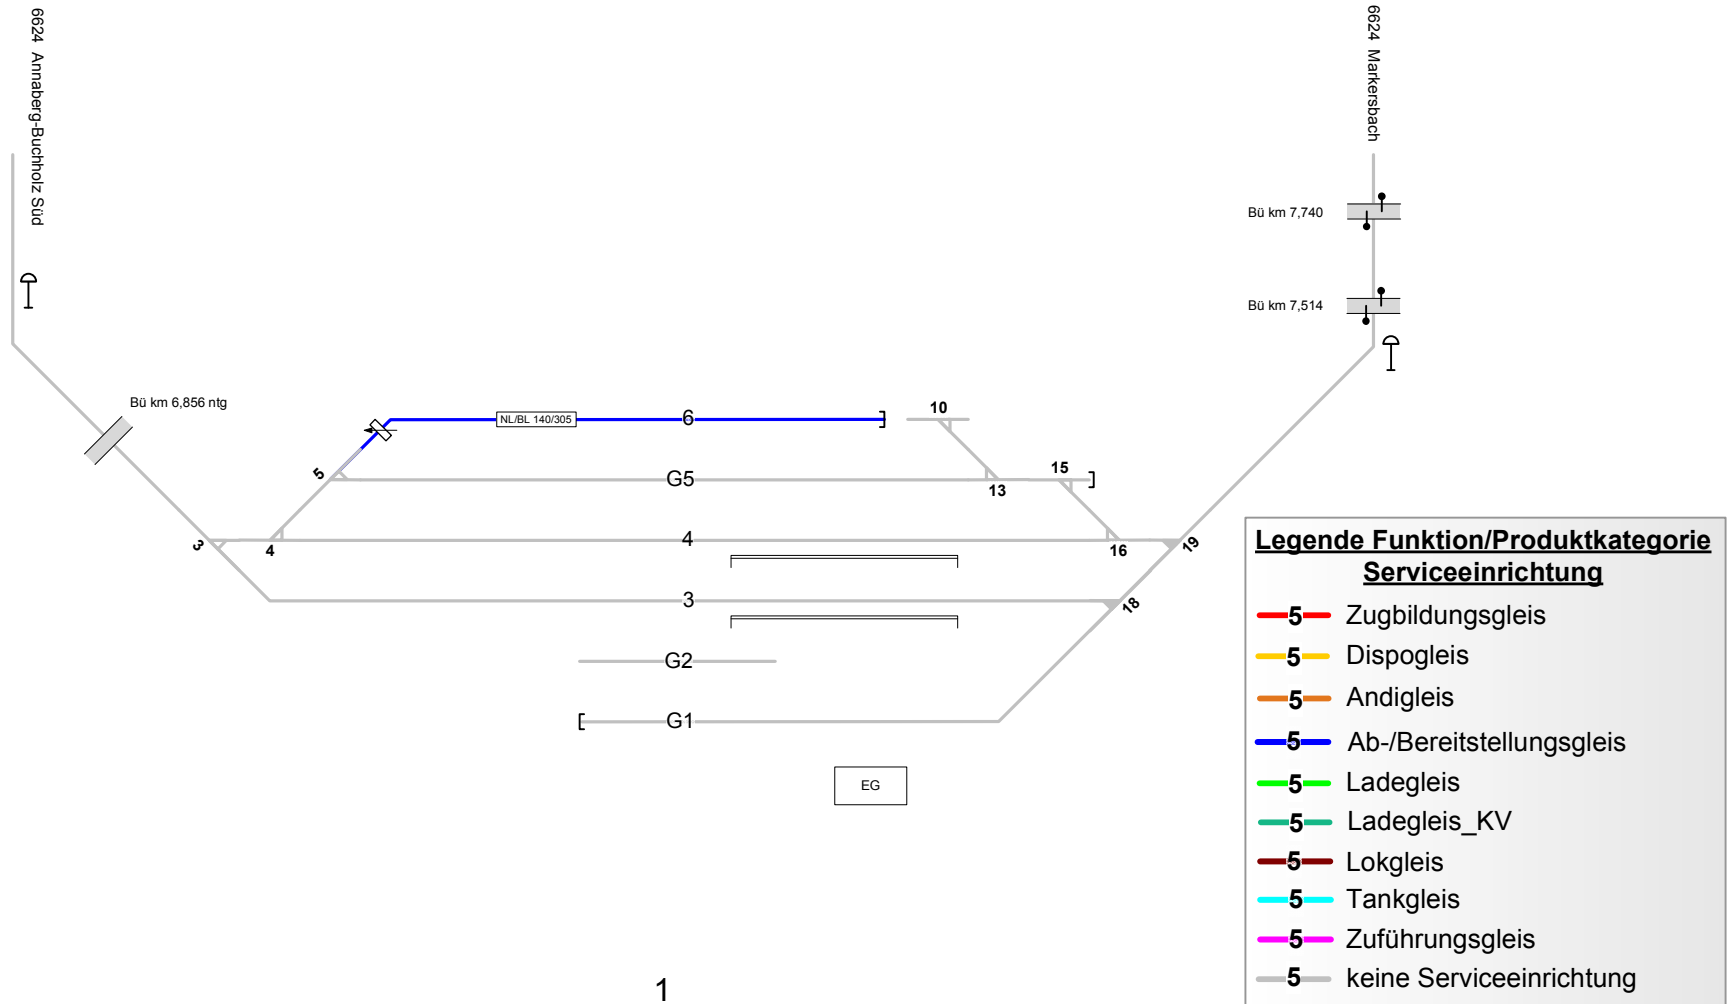 6624 Annaberg-Buchholz Süd
6624 Markersbach
Bü km 7,740
Bü km 7,514
Bü km 6,856 ntg
NL/BL 140/305
6
10
5
G5
13
15
3
4
4
16
19
3
18
G2
G1
EG
1
Legende Funktion/Produktkategorie
Serviceeinrichtung
5 Zugbildungsgleis
5 Dispogleis
5 Andigleis
5 Ab-/Bereitstellungsgleis
5 Ladegleis
5 Ladegleis_KV
5 Lokgleis
5 Tankgleis
5 Zuführungsgleis
5 keine Serviceeinrichtung